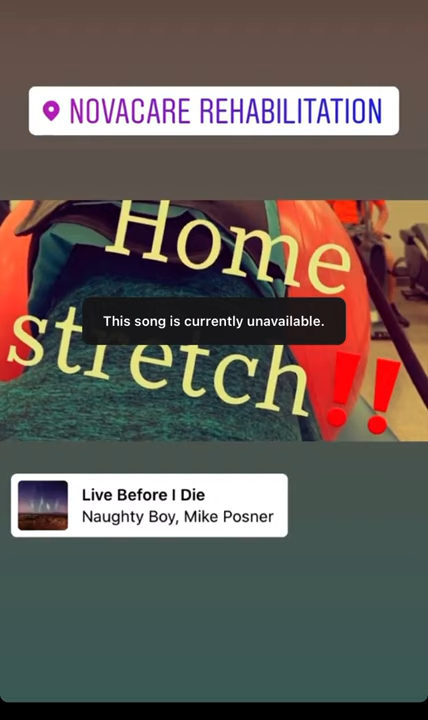 NOVACARE REHABILITATION
Home
This song is currently unavailable.
stretch‼
Live Before I Die
Naughty Boy, Mike Posner